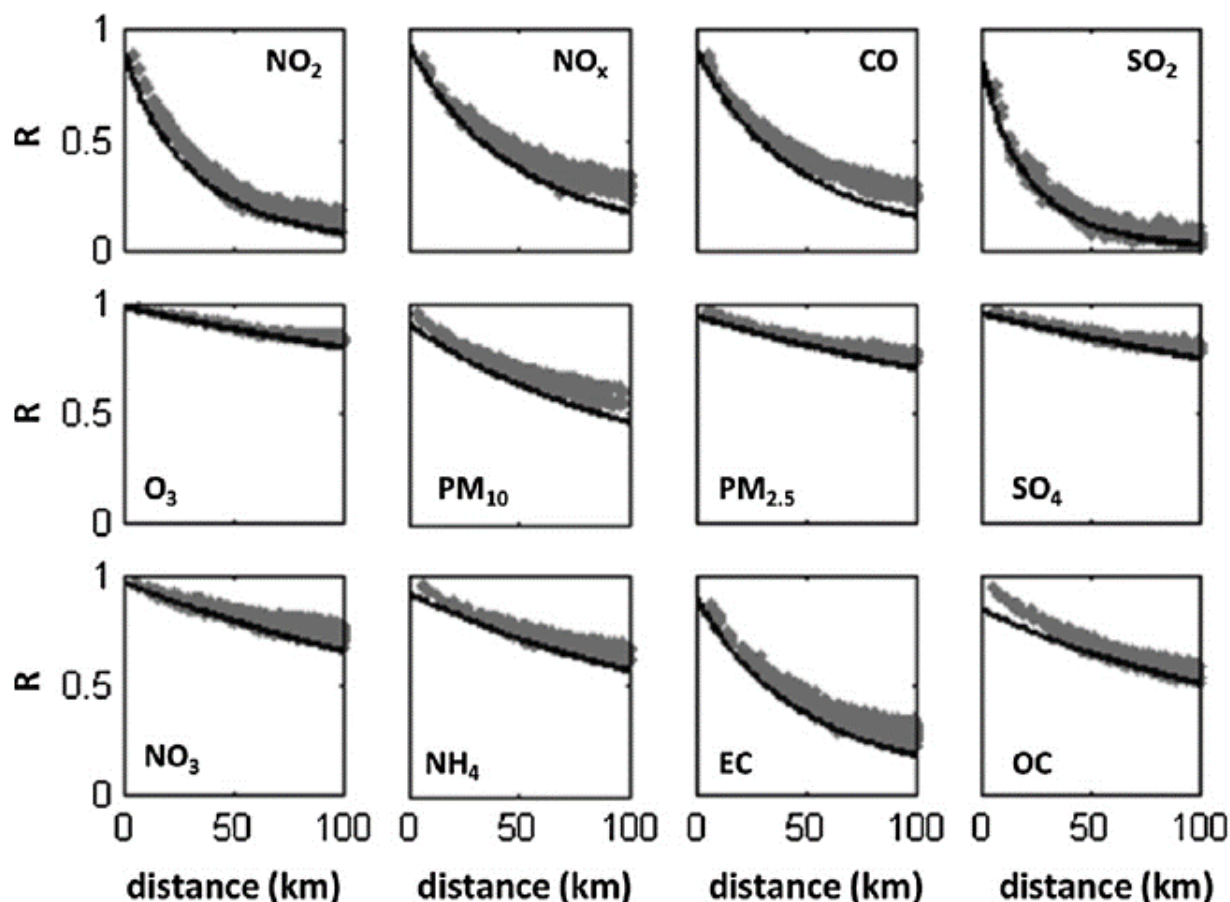 1 NO₂ NOₓ CO SO₂
R 0.5
0
1
R 0.5
O₃ PM₁₀ PM₂.₅ SO₄
0
1
R 0.5
NO₃ NH₄ EC OC
0
0 50 100 0 50 100 0 50 100 0 50 100
distance (km) distance (km) distance (km) distance (km)